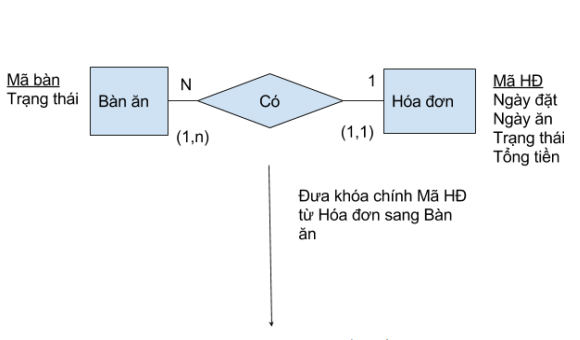 Mã bàn
Trạng thái
Bàn ăn
N
(1,n)
Có
1
(1,1)
Hóa đơn
Mã HĐ
Ngày đặt
Ngày ăn
Trạng thái
Tổng tiền
Đưa khóa chính Mã HĐ
từ Hóa đơn sang Bàn
ăn